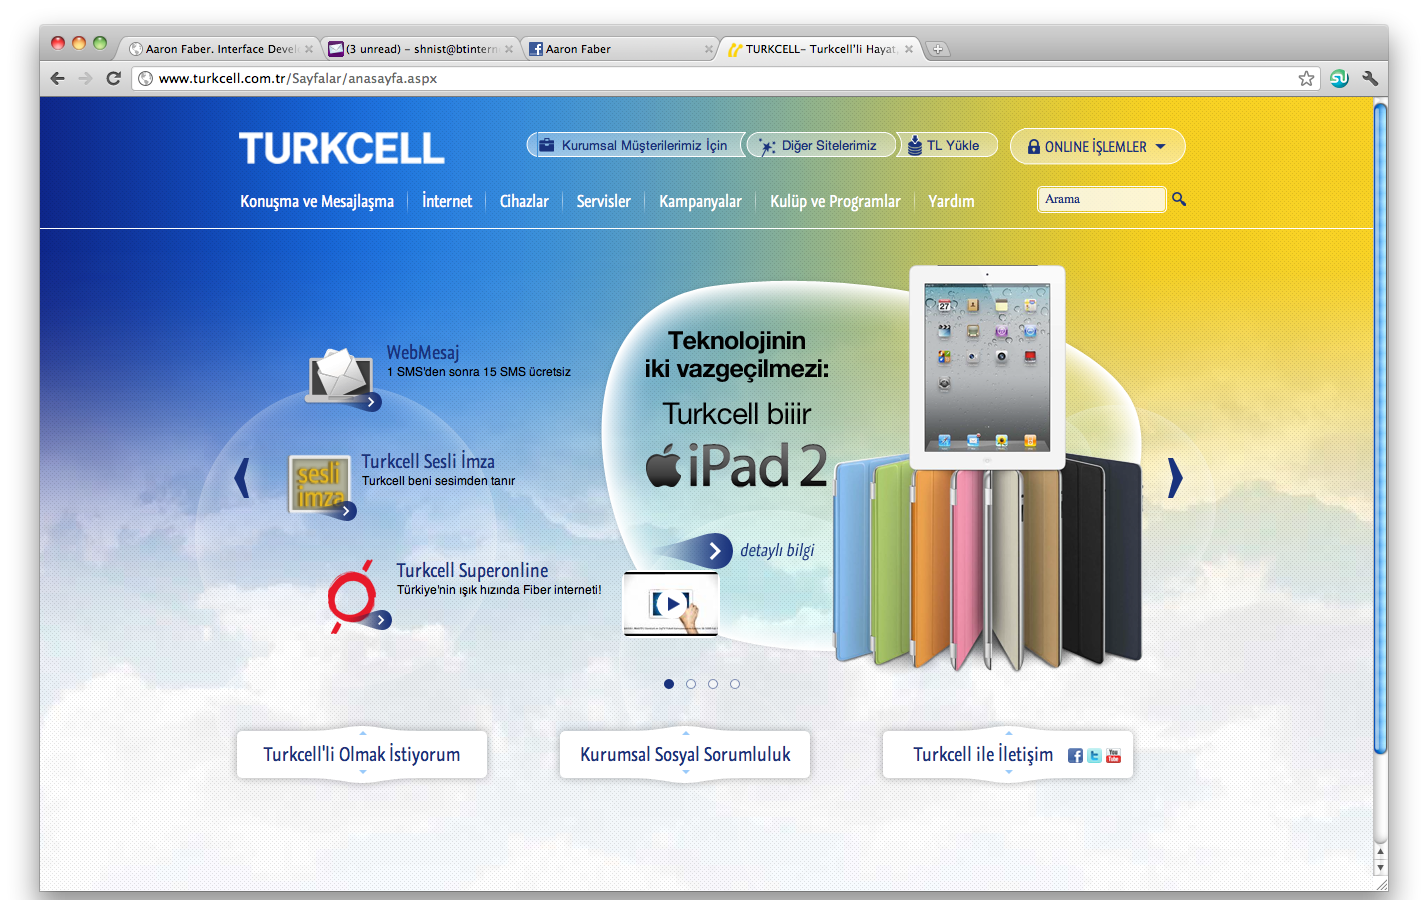 Aaron Faber. Interface Devel
(3 unread) – shnist@btintern
Aaron Faber
TURKCELL– Turkcell'li Hayat,
www.turkcell.com.tr/Sayfalar/anasayfa.aspx
TURKCELL
Kurumsal Müşterilerimiz İçin
Diğer Sitelerimiz
TL Yükle
ONLINE İŞLEMLER
Konuşma ve Mesajlaşma
İnternet
Cihazlar
Servisler
Kampanyalar
Kulüp ve Programlar
Yardım
Arama
WebMesaj
1 SMS'den sonra 15 SMS ücretsiz
sesli
imza
Turkcell Sesli İmza
Turkcell beni sesimden tanır
Turkcell Superonline
Türkiye'nin ışık hızında Fiber interneti!
Teknolojinin
iki vazgeçilmezi:
Turkcell biiir
iPad 2
detaylı bilgi
27
Turkcell'li Olmak İstiyorum
Kurumsal Sosyal Sorumluluk
Turkcell ile İletişim
You
Tube